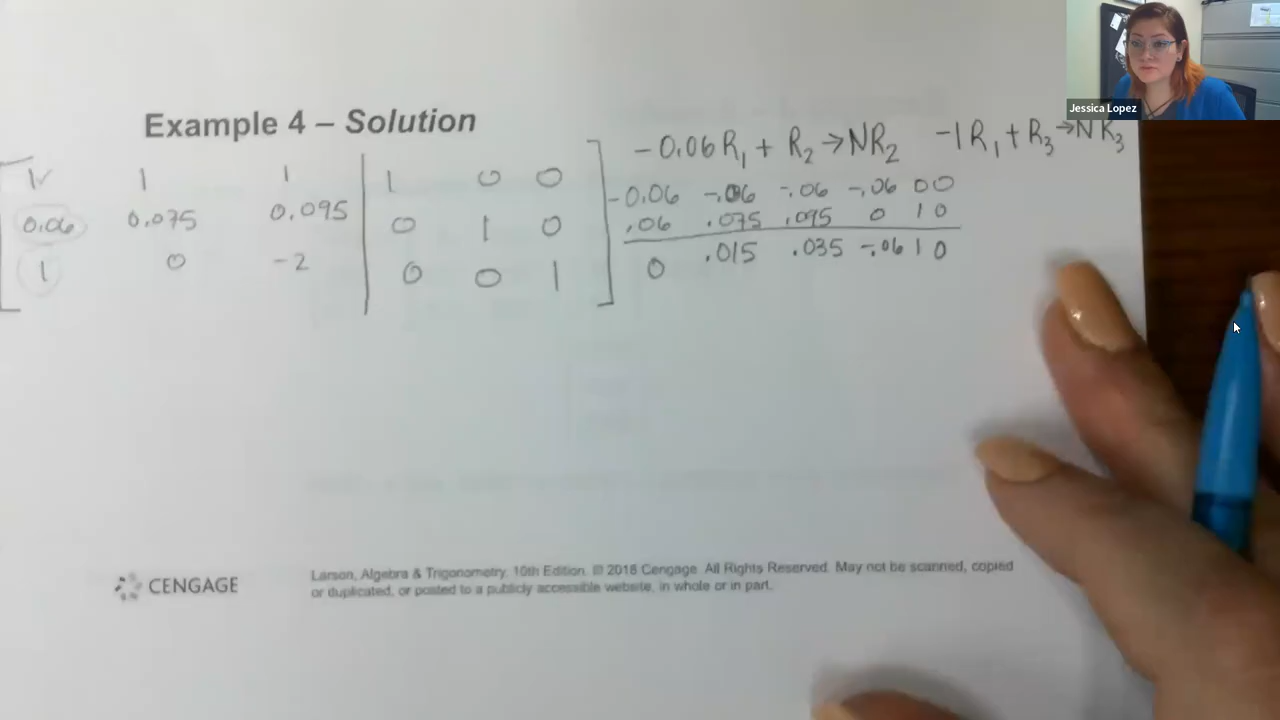 Jessica Lopez
Example 4 – Solution
-0.06R₁ + R₂ → NR₂ -1R₁ + R₃ → NR₃
1 1 1 | 1 0 0
0.06 0.075 0.095 | 0 1 0
1 0 -2 | 0 0 1
-0.06 -.06 -.06 -.06 0 0
.06 .075 .095 0 1 0
0 .015 .035 -.06 1 0
CENGAGE
Larson, Algebra & Trigonometry, 10th Edition. © 2018 Cengage. All Rights Reserved. May not be scanned, copied
or duplicated, or posted to a publicly accessible website, in whole or in part.